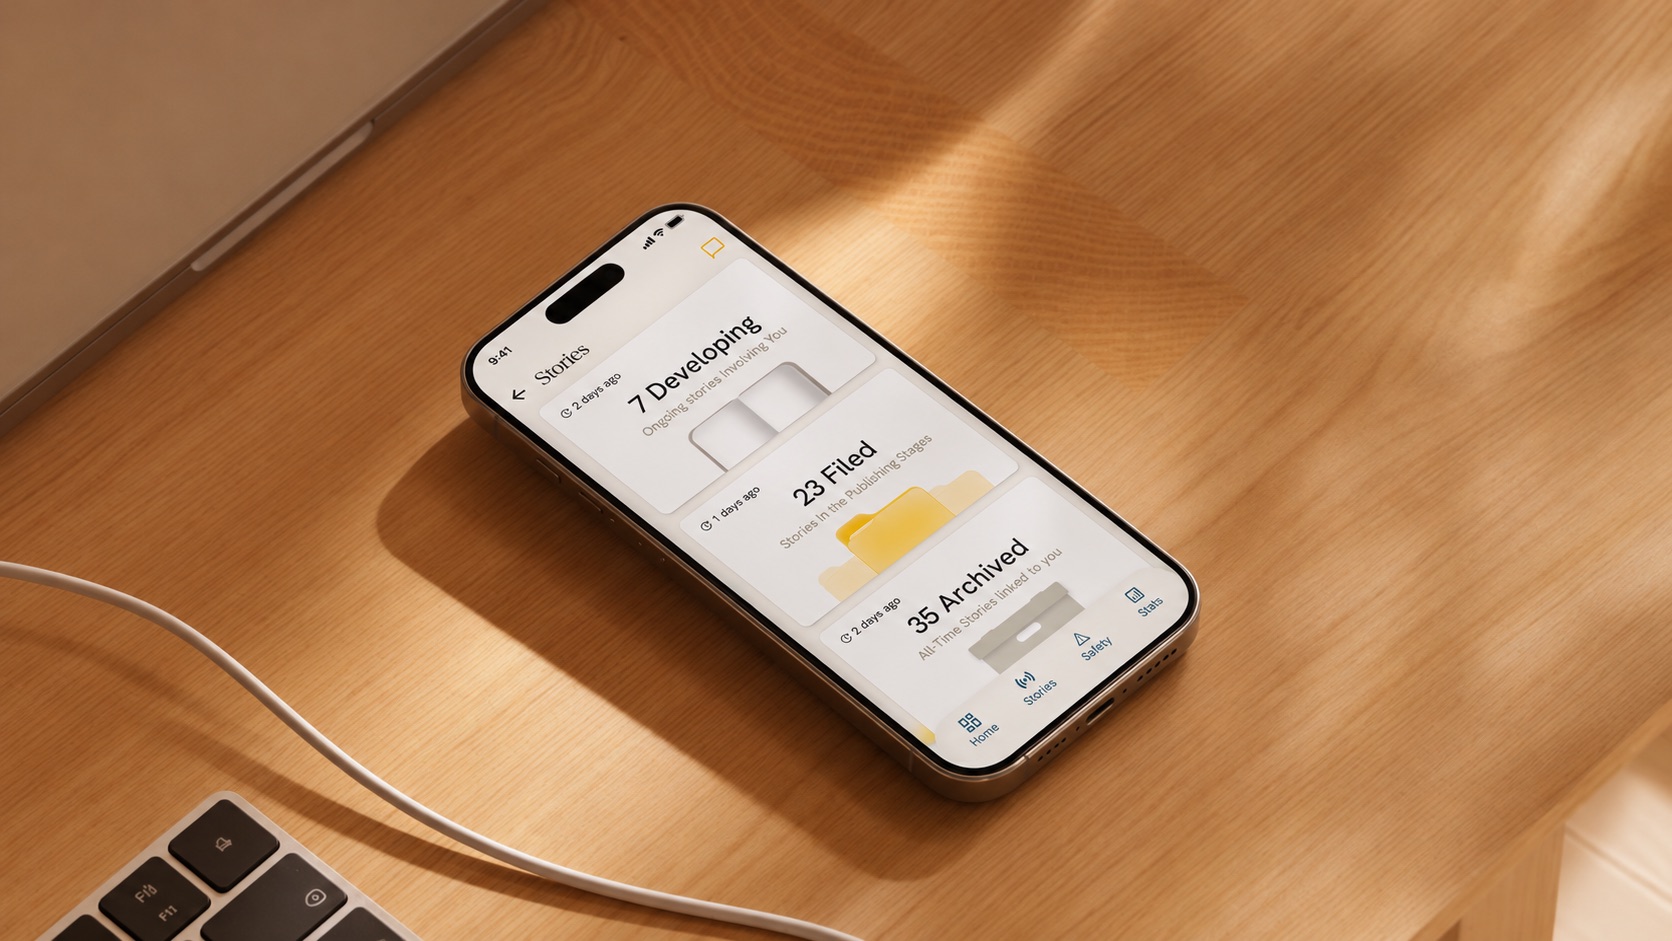 9:41
Stories
2 days ago
7 Developing
Ongoing stories involving You
1 days ago
23 Filed
Stories In the Publishing Stages
2 days ago
35 Archived
All-Time Stories linked to you
Home
Stories
Safety
Stats
F11